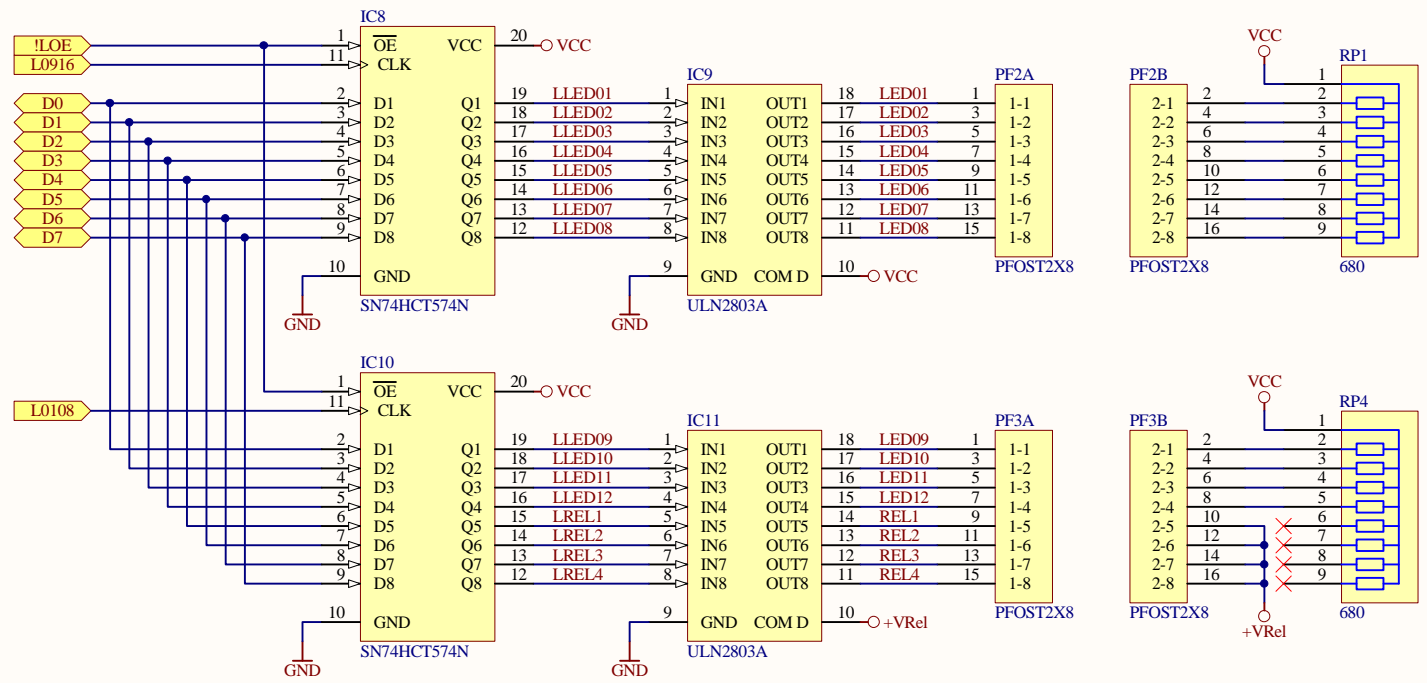 IC8
!LOE 1 OE VCC 20 VCC VCC
L0916 11 CLK IC9 PF2A PF2B RP1
1
D0 2 D1 Q1 19 LLED01 1 IN1 OUT1 18 LED01 1 1-1 2-1 2 2
D1 3 D2 Q2 18 LLED02 2 IN2 OUT2 17 LED02 3 1-2 2-2 4 3
D2 4 D3 Q3 17 LLED03 3 IN3 OUT3 16 LED03 5 1-3 2-3 6 4
D3 5 D4 Q4 16 LLED04 4 IN4 OUT4 15 LED04 7 1-4 2-4 8 5
D4 6 D5 Q5 15 LLED05 5 IN5 OUT5 14 LED05 9 1-5 2-5 10 6
D5 7 D6 Q6 14 LLED06 6 IN6 OUT6 13 LED06 11 1-6 2-6 12 7
D6 8 D7 Q7 13 LLED07 7 IN7 OUT7 12 LED07 13 1-7 2-7 14 8
D7 9 D8 Q8 12 LLED08 8 IN8 OUT8 11 LED08 15 1-8 2-8 16 9
10 GND 9 GND COM D 10 VCC PFOST2X8 PFOST2X8 680
GND SN74HCT574N GND ULN2803A
IC10
1 OE VCC 20 VCC VCC
L0108 11 CLK IC11 PF3A PF3B RP4
1
2 D1 Q1 19 LLED09 1 IN1 OUT1 18 LED09 1 1-1 2-1 2 2
3 D2 Q2 18 LLED10 2 IN2 OUT2 17 LED10 3 1-2 2-2 4 3
4 D3 Q3 17 LLED11 3 IN3 OUT3 16 LED11 5 1-3 2-3 6 4
5 D4 Q4 16 LLED12 4 IN4 OUT4 15 LED12 7 1-4 2-4 8 5
6 D5 Q5 15 LREL1 5 IN5 OUT5 14 REL1 9 1-5 2-5 10 6
7 D6 Q6 14 LREL2 6 IN6 OUT6 13 REL2 11 1-6 2-6 12 7
8 D7 Q7 13 LREL3 7 IN7 OUT7 12 REL3 13 1-7 2-7 14 8
9 D8 Q8 12 LREL4 8 IN8 OUT8 11 REL4 15 1-8 2-8 16 9
10 GND 9 GND COM D 10 +VRel PFOST2X8 PFOST2X8 +VRel 680
GND SN74HCT574N GND ULN2803A